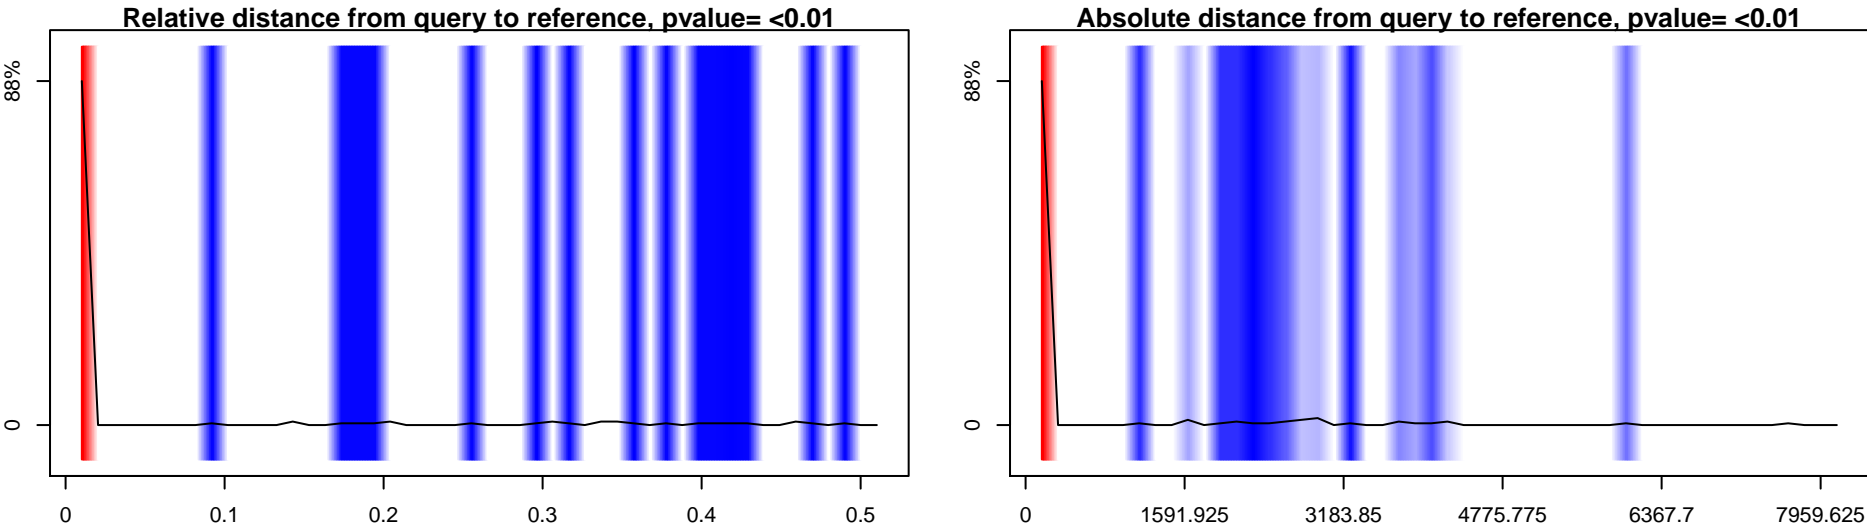 Relative distance from query to reference, pvalue= <0.01
88%
0
0 0.1 0.2 0.3 0.4 0.5
Absolute distance from query to reference, pvalue= <0.01
88%
0
0 1591.925 3183.85 4775.775 6367.7 7959.625